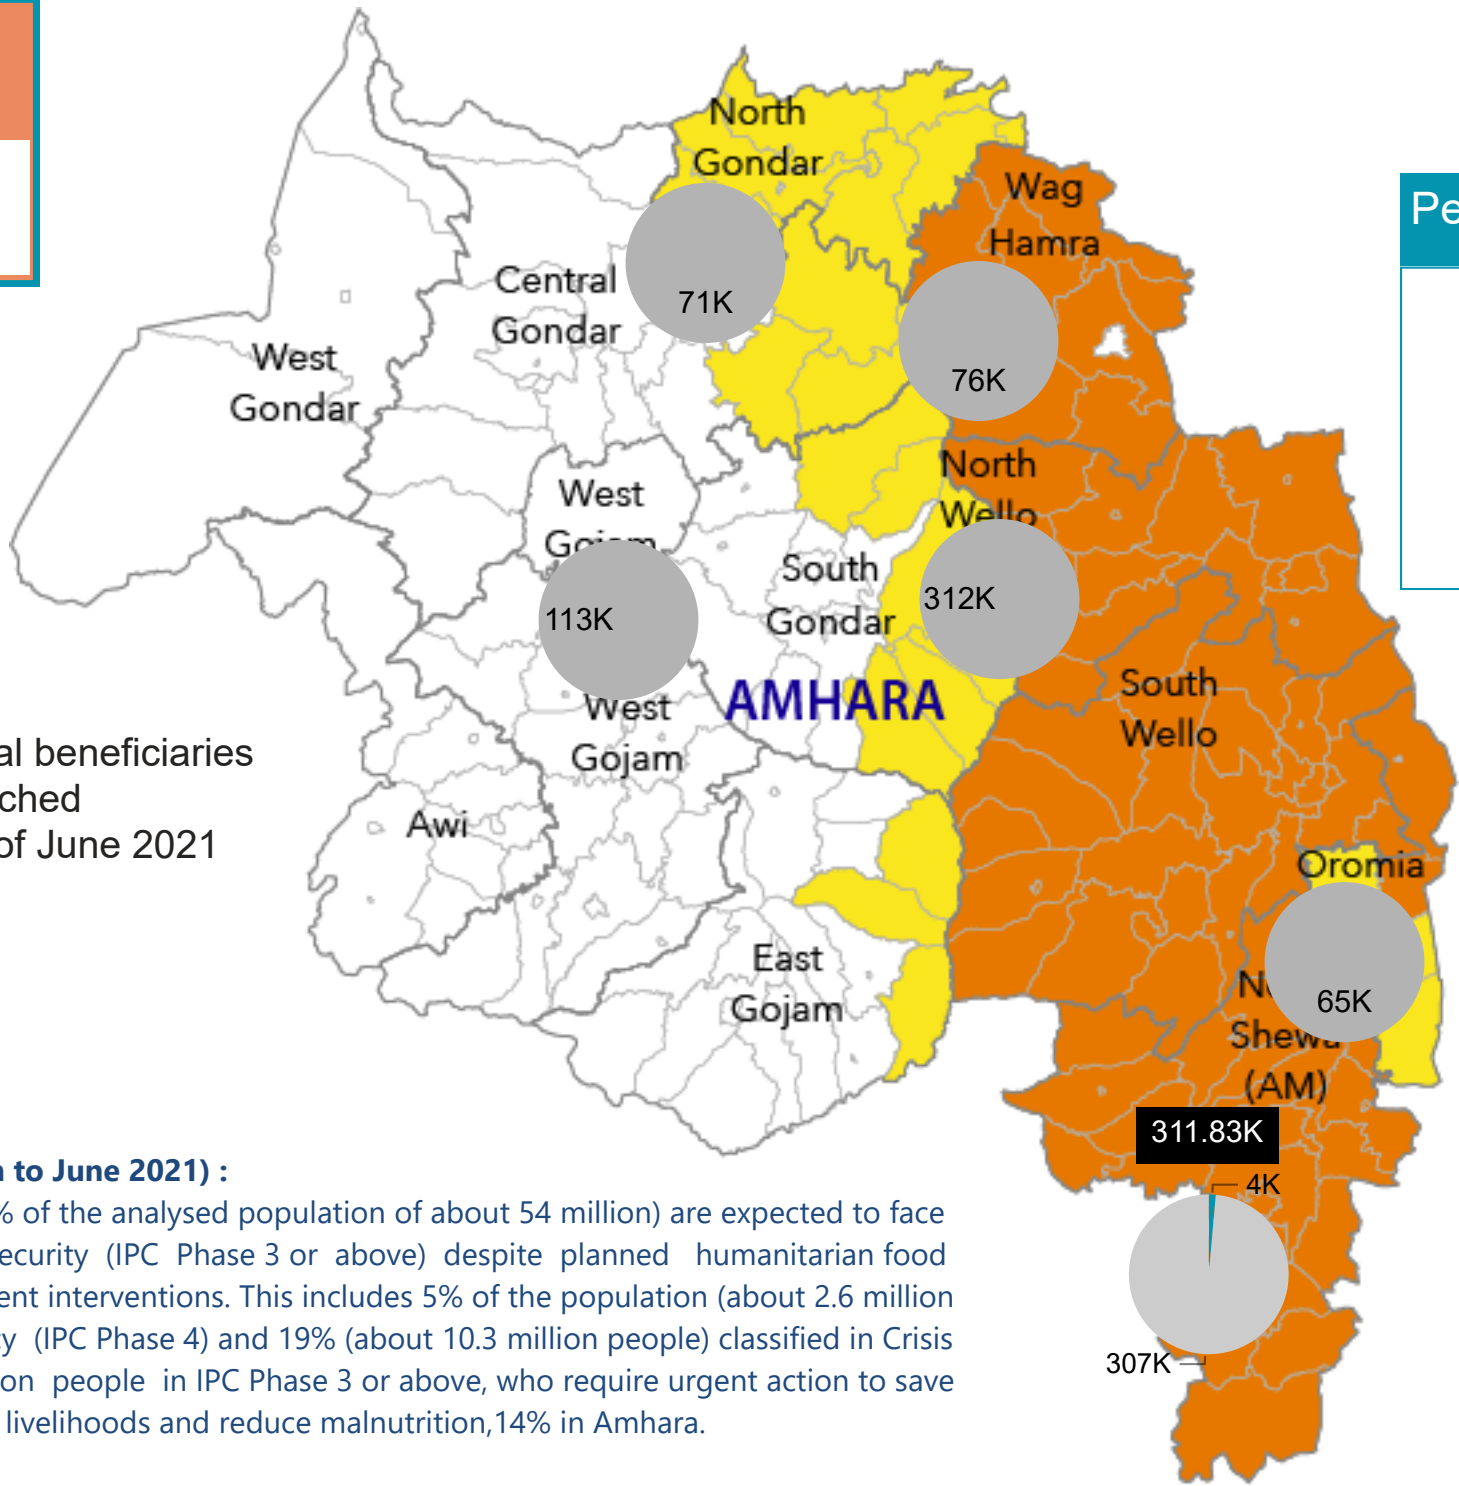 North
Gondar
Wag
Hamra
Pe
Central
Gondar
71K
West
Gondar
76K
North
Wello
West
Gojam
South
Gondar
312K
113K
AMHARA
South
Wello
West
Gojam
al beneficiaries
ched
of June 2021
Awi
Oromia
East
Gojam
65K
Shewa
(AM)
311.83K
4K
307K
to June 2021) :
% of the analysed population of about 54 million) are expected to face
ecurity (IPC Phase 3 or above) despite planned humanitarian food
ent interventions. This includes 5% of the population (about 2.6 million
y (IPC Phase 4) and 19% (about 10.3 million people) classified in Crisis
on people in IPC Phase 3 or above, who require urgent action to save
livelihoods and reduce malnutrition,14% in Amhara.